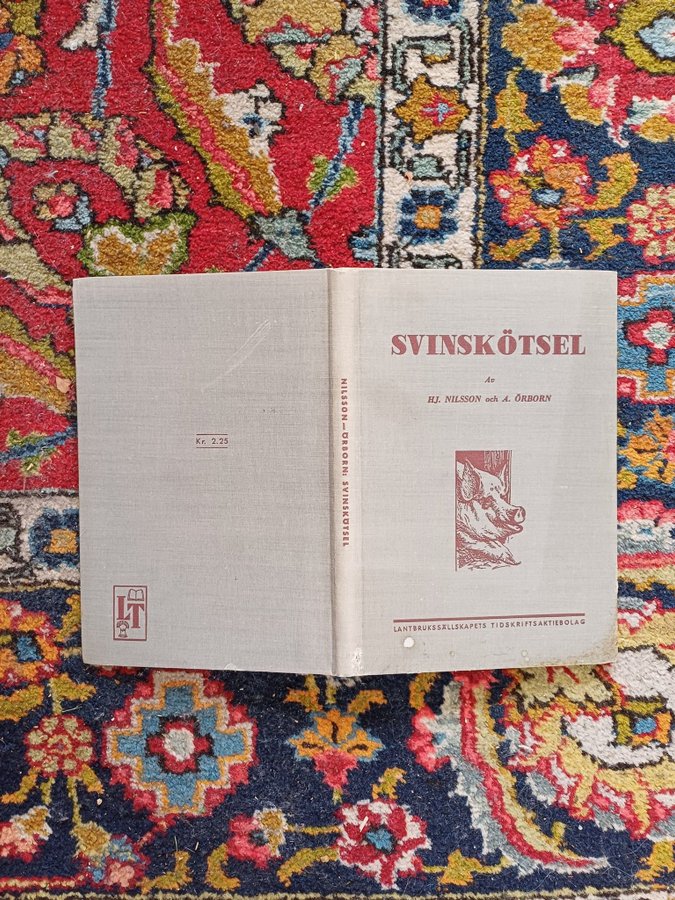 SVINSKÖTSEL
Av
HJ. NILSSON och A. ÖRBORN
LANTBRUKSSÄLLSKAPETS TIDSKRIFTSAKTIEBOLAG
NILSSON—ÖRBORN: SVINSKÖTSEL
Kr. 2.25
LT